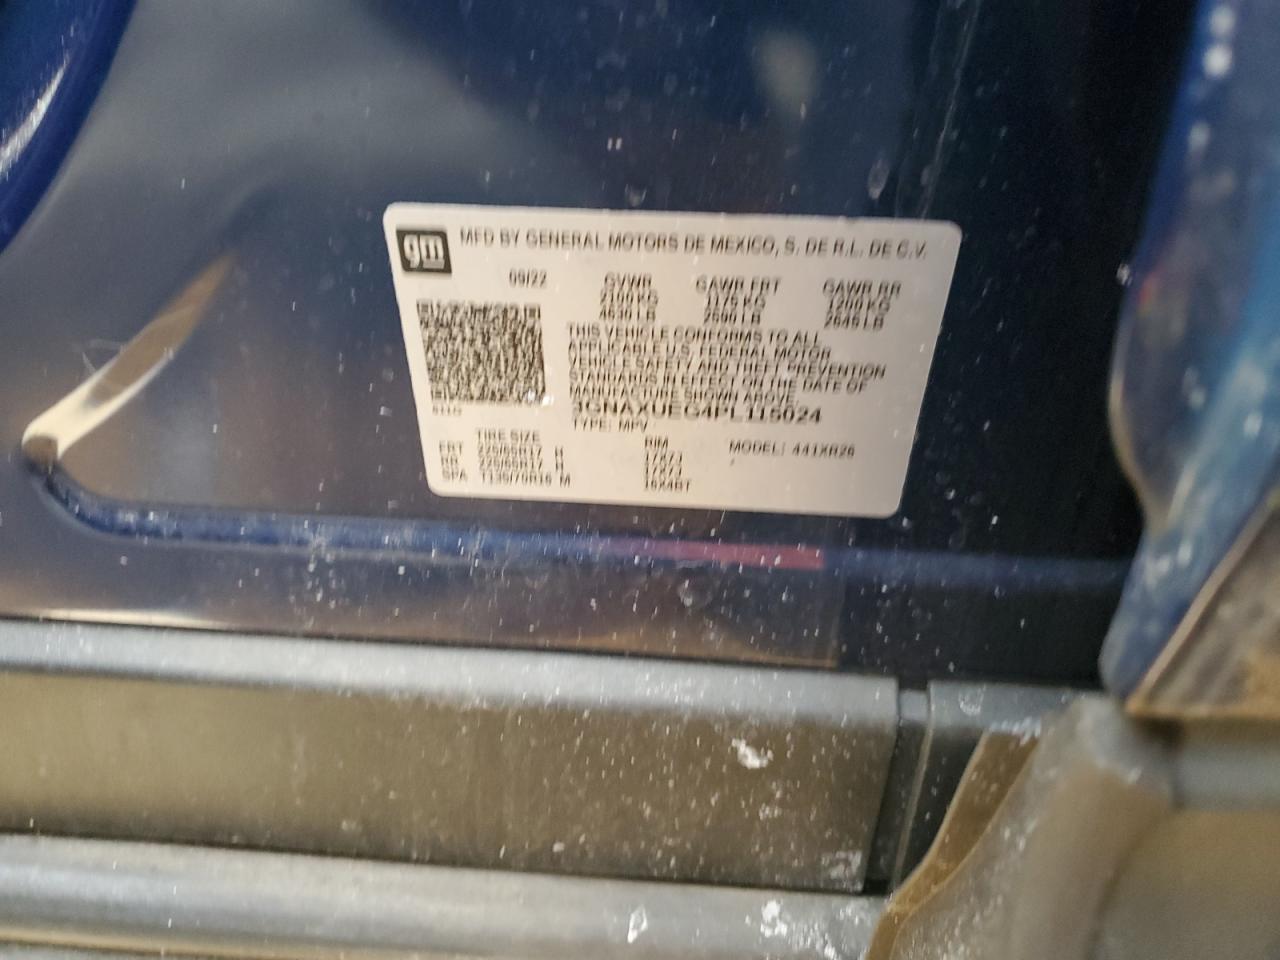 gm
MFD BY GENERAL MOTORS DE MEXICO, S. DE R.L. DE C.V.
09/22 GVWR GAWR FRT GAWR RR
2100 KG 1175 KG 1200 KG
4630 LB 2590 LB 2645 LB
THIS VEHICLE CONFORMS TO ALL
APPLICABLE U.S. FEDERAL MOTOR
VEHICLE SAFETY AND THEFT PREVENTION
STANDARDS IN EFFECT ON THE DATE OF
MANUFACTURE SHOWN ABOVE.
3GNAXUEG4PL115024
TYPE: MPV
TIRE SIZE RIM MODEL: 441XR26
FRT 225/65R17 H 17X7J
RR 225/65R17 H 17X7J
SPA T135/70R16 M 16X4BT